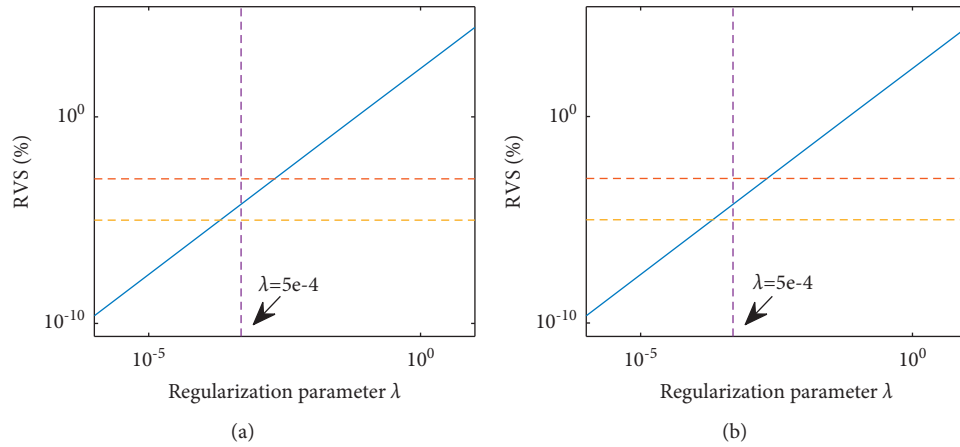 RVS (%)
10^0
10^-10
λ=5e-4
10^-5
10^0
Regularization parameter λ
(a)
RVS (%)
10^0
10^-10
λ=5e-4
10^-5
10^0
Regularization parameter λ
(b)